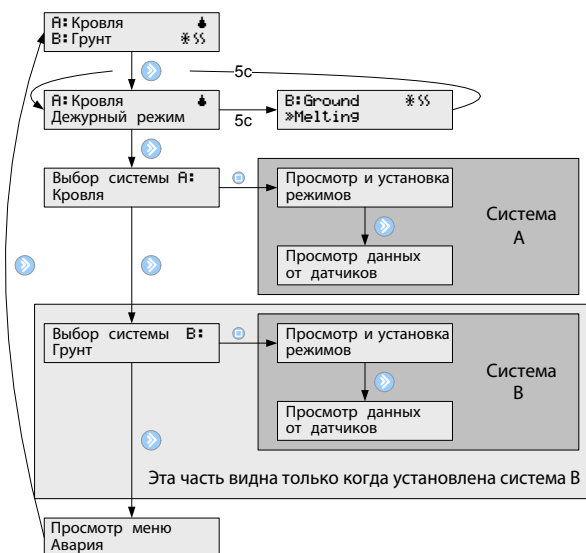 A: Кровля
B: Грунт
5с
A: Кровля
Дежурный режим
5с
B:Ground
»Melting
Выбор системы A:
Кровля
Просмотр и установка
режимов
Система
A
Просмотр данных
от датчиков
Выбор системы B:
Грунт
Просмотр и установка
режимов
Система
B
Просмотр данных
от датчиков
Эта часть видна только когда установлена система B
Просмотр меню
Авария